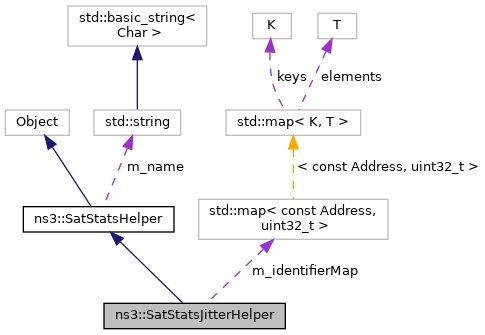 std::basic_string<
Char >
K
T
keys
elements
Object
std::string
std::map< K, T >
m_name
< const Address, uint32_t >
ns3::SatStatsHelper
std::map< const Address,
uint32_t >
m_identifierMap
ns3::SatStatsJitterHelper